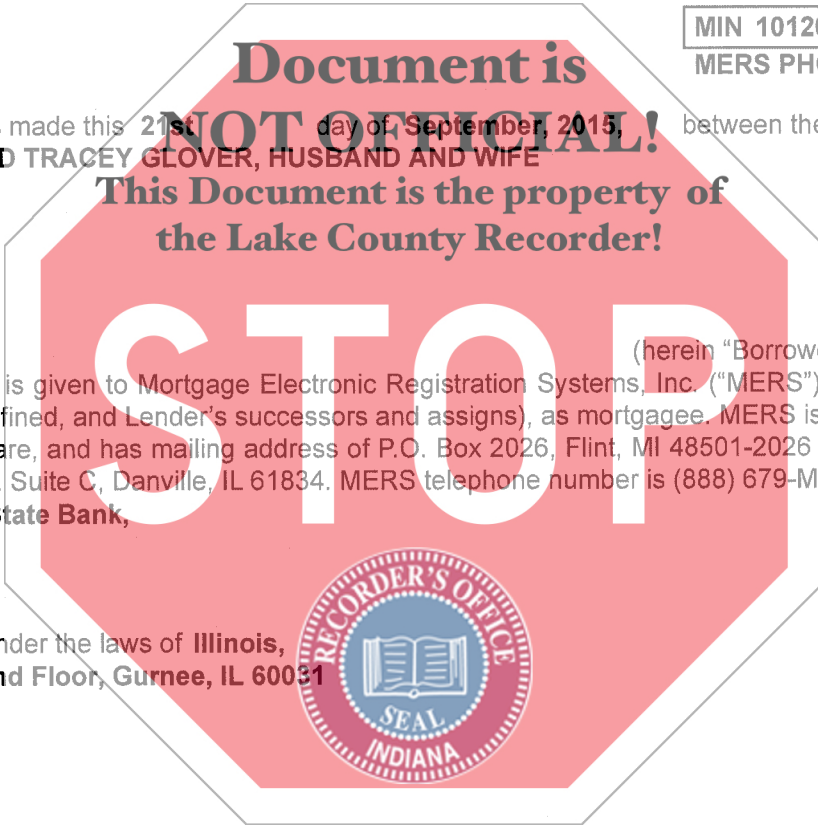 MIN 1012
MERS PH
Document is
made this 21st day of September, 2015, between the
NOT OFFICIAL!
D TRACEY GLOVER, HUSBAND AND WIFE
This Document is the property of
the Lake County Recorder!
STOP
(herein “Borrow
is given to Mortgage Electronic Registration Systems, Inc. (“MERS”)
fined, and Lender’s successors and assigns), as mortgagee. MERS is
are, and has mailing address of P.O. Box 2026, Flint, MI 48501-2026
Suite C, Danville, IL 61834. MERS telephone number is (888) 679-M
State Bank,
nder the laws of Illinois,
nd Floor, Gurnee, IL 60031
RECORDER'S OFFICE
SEAL
INDIANA